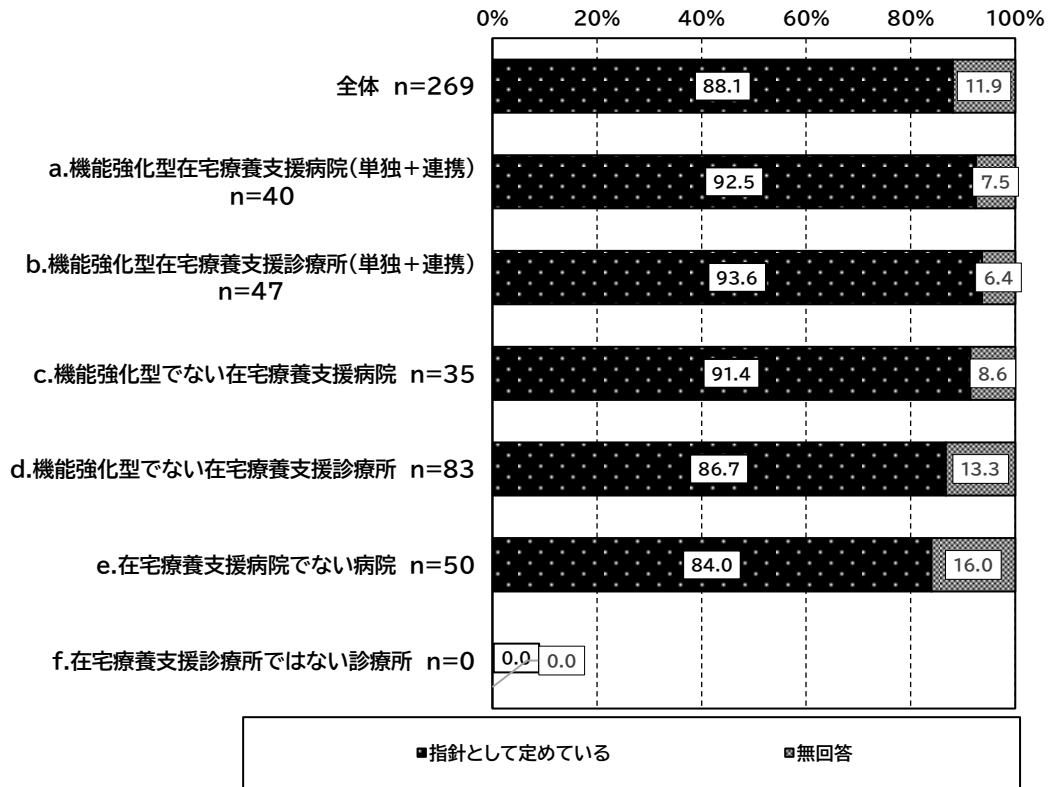 0% 20% 40% 60% 80% 100%
全体 n=269 88.1 11.9
a.機能強化型在宅療養支援病院(単独+連携)
n=40 92.5 7.5
b.機能強化型在宅療養支援診療所(単独+連携)
n=47 93.6 6.4
c.機能強化型でない在宅療養支援病院 n=35 91.4 8.6
d.機能強化型でない在宅療養支援診療所 n=83 86.7 13.3
e.在宅療養支援病院でない病院 n=50 84.0 16.0
f.在宅療養支援診療所ではない診療所 n=0 0.0 0.0
指針として定めている 無回答